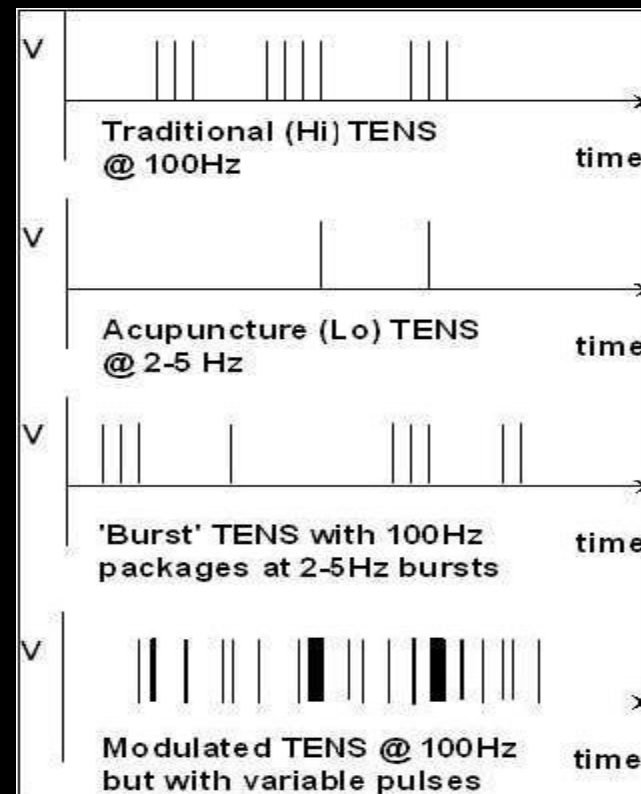 V
Traditional (Hi) TENS
@ 100Hz
time
V
Acupuncture (Lo) TENS
@ 2-5 Hz
time
V
'Burst' TENS with 100Hz
packages at 2-5Hz bursts
time
V
Modulated TENS @ 100Hz
but with variable pulses
time